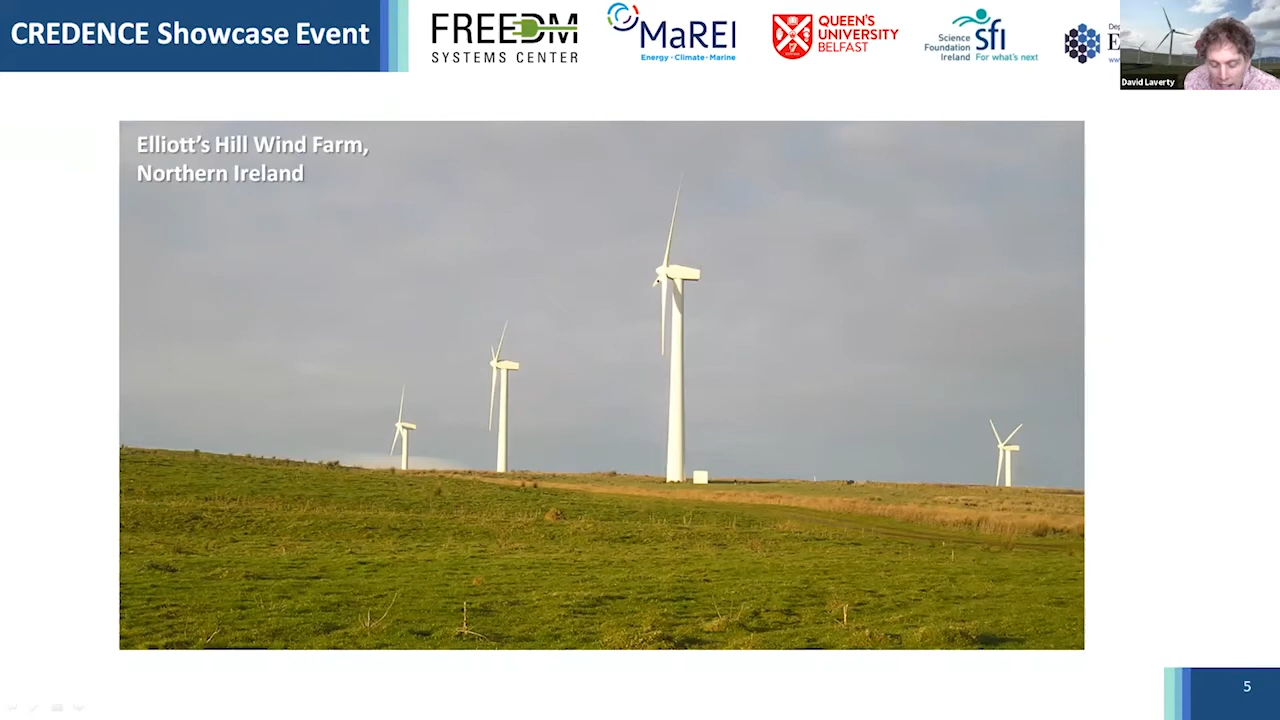 CREDENCE Showcase Event
FREEDM
SYSTEMS CENTER
MaREI
Energy · Climate · Marine
QUEEN'S
UNIVERSITY
BELFAST
Science
Foundation
Ireland
sfi
For what's next
David Laverty
Elliott's Hill Wind Farm,
Northern Ireland
5